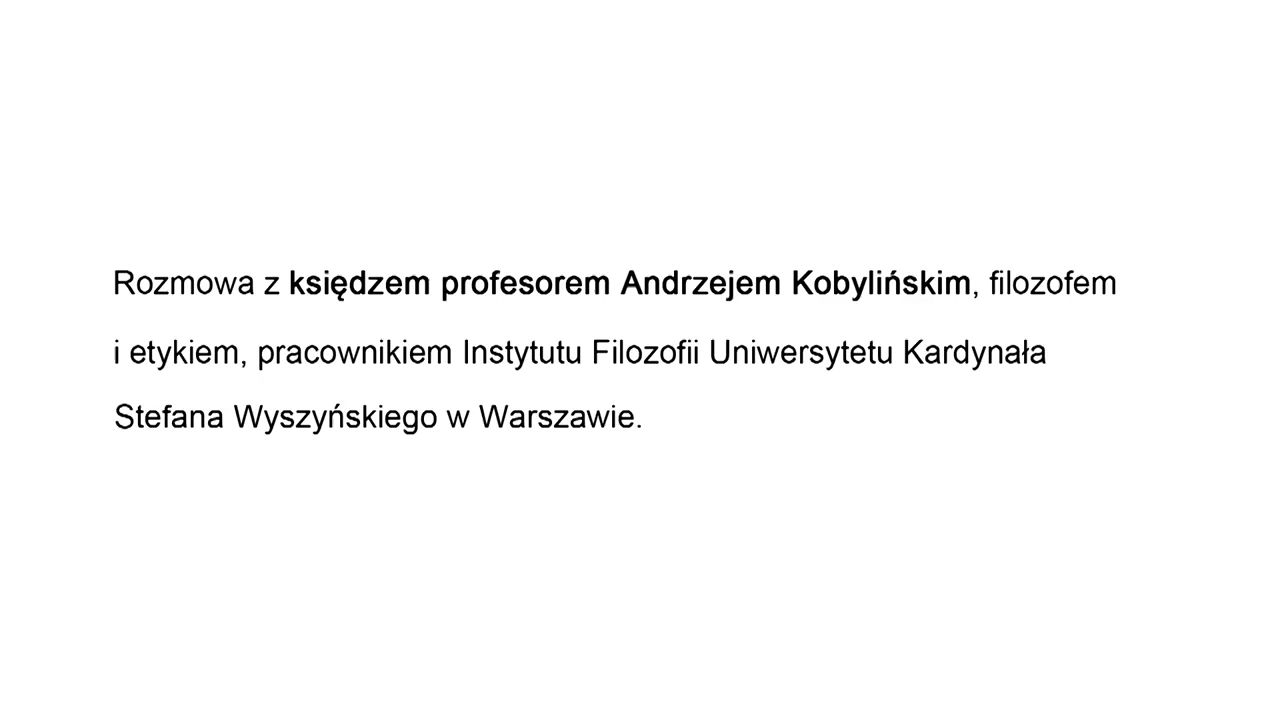 Rozmowa z księdzem profesorem Andrzejem Kobylińskim, filozofem
i etykiem, pracownikiem Instytutu Filozofii Uniwersytetu Kardynała
Stefana Wyszyńskiego w Warszawie.